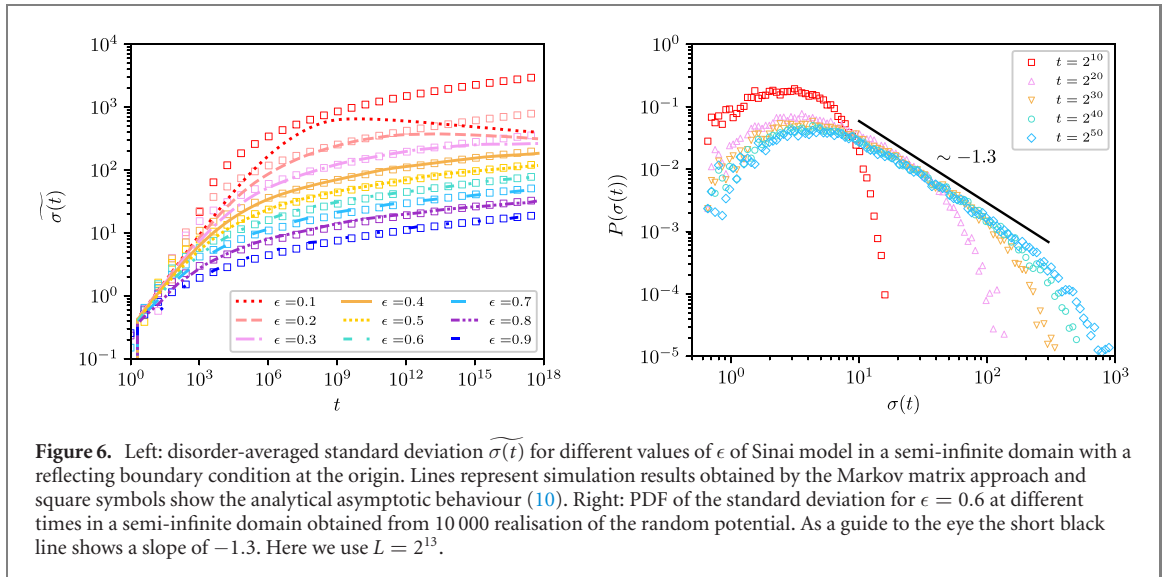 10^4
10^3
10^2
10^1
10^0
10^{-1}
\widetilde{σ(t)}
ϵ =0.1 ϵ =0.4 ϵ =0.7
ϵ =0.2 ϵ =0.5 ϵ =0.8
ϵ =0.3 ϵ =0.6 ϵ =0.9
10^0 10^3 10^6 10^9 10^{12} 10^{15} 10^{18}
t
10^0
10^{-1}
10^{-2}
10^{-3}
10^{-4}
10^{-5}
P(σ(t))
t = 2^{10}
t = 2^{20}
t = 2^{30}
t = 2^{40}
t = 2^{50}
∼ −1.3
10^0 10^1 10^2 10^3
σ(t)
Figure 6. Left: disorder-averaged standard deviation \widetilde{σ(t)} for different values of ϵ of Sinai model in a semi-infinite domain with a
reflecting boundary condition at the origin. Lines represent simulation results obtained by the Markov matrix approach and
square symbols show the analytical asymptotic behaviour (10). Right: PDF of the standard deviation for ϵ = 0.6 at different
times in a semi-infinite domain obtained from 10 000 realisation of the random potential. As a guide to the eye the short black
line shows a slope of −1.3. Here we use L = 2^{13}.